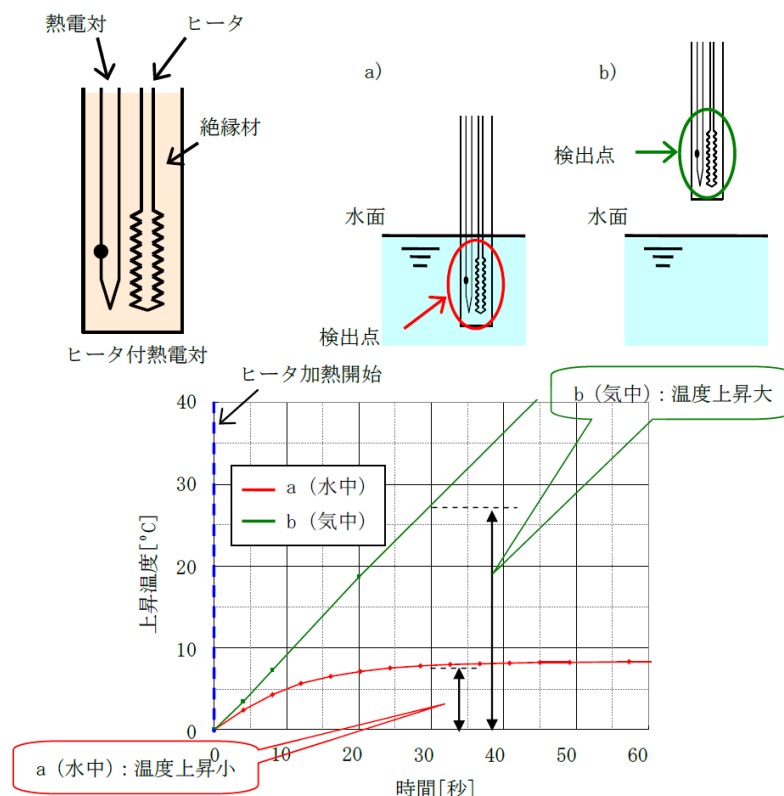 熱電対
ヒータ
絶縁材
ヒータ付熱電対
a)
水面
検出点
b)
検出点
水面
ヒータ加熱開始
b（気中）：温度上昇大
a（水中）
b（気中）
上昇温度[℃]
40
30
20
10
0
0
10
20
30
40
50
60
時間[秒]
a（水中）：温度上昇小